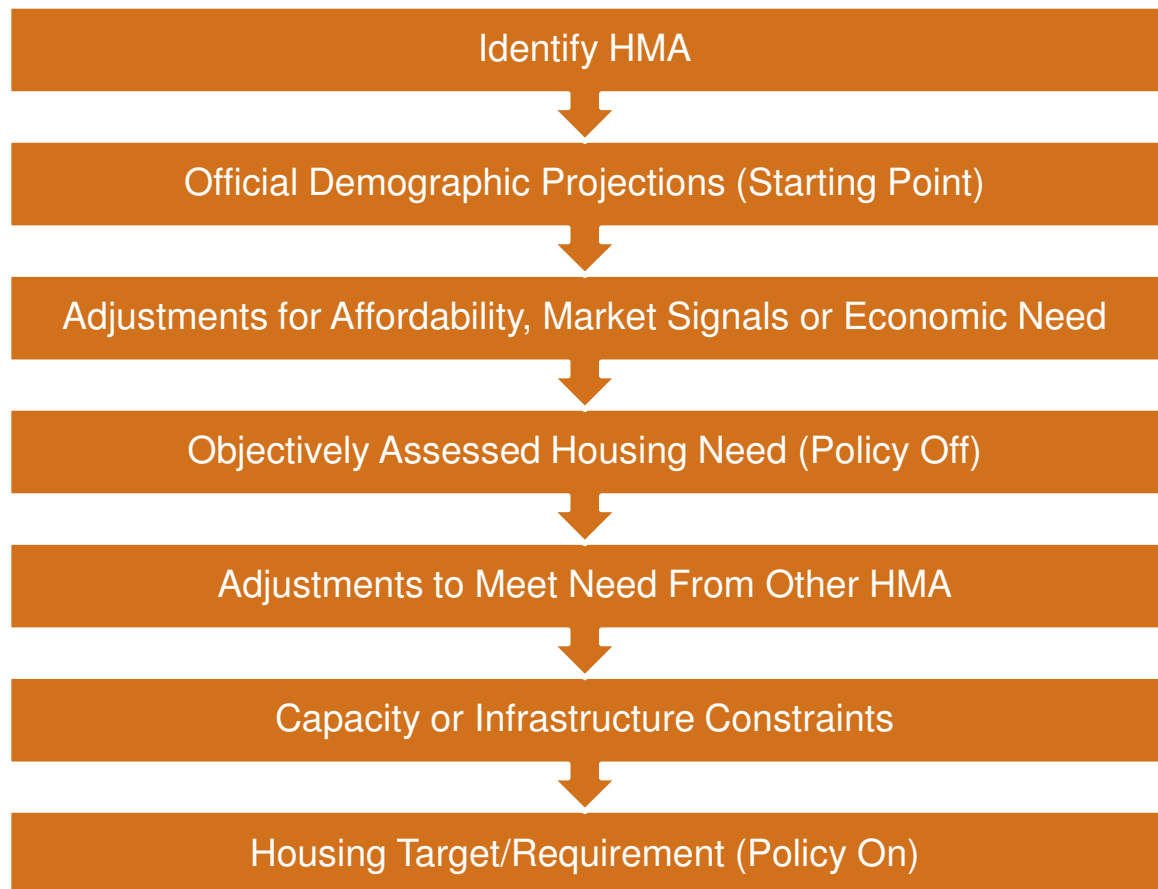 Identify HMA
Official Demographic Projections (Starting Point)
Adjustments for Affordability, Market Signals or Economic Need
Objectively Assessed Housing Need (Policy Off)
Adjustments to Meet Need From Other HMA
Capacity or Infrastructure Constraints
Housing Target/Requirement (Policy On)